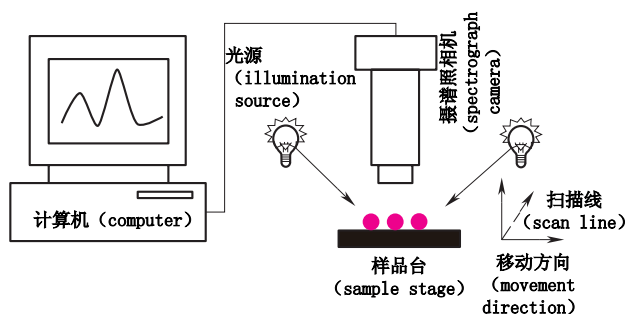 光源
(illumination
source)
摄谱照相机
(spectrograph
camera)
计算机(computer)
扫描线
(scan line)
样品台
(sample stage)
移动方向
(movement
direction)